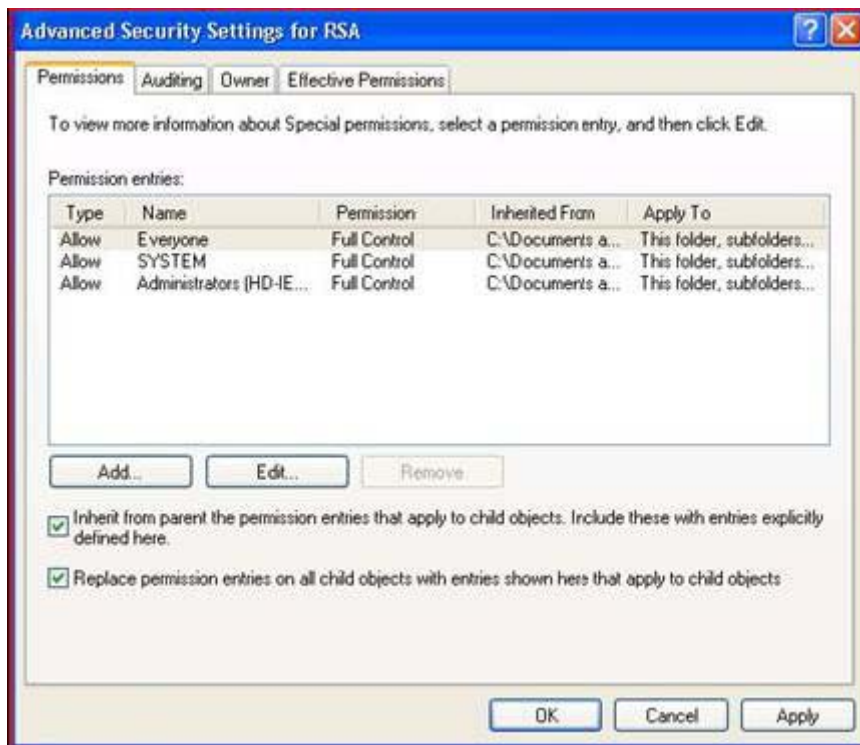 Advanced Security Settings for RSA
Permissions Auditing Owner Effective Permissions
To view more information about Special permissions, select a permission entry, and then click Edit.
Permission entries:
Type Name Permission Inherited From Apply To
Allow Everyone Full Control C:\Documents a... This folder, subfolders...
Allow SYSTEM Full Control C:\Documents a... This folder, subfolders...
Allow Administrators (HD-IE... Full Control C:\Documents a... This folder, subfolders...
Add... Edit... Remove
Inherit from parent the permission entries that apply to child objects. Include these with entries explicitly
defined here.
Replace permission entries on all child objects with entries shown here that apply to child objects
OK Cancel Apply